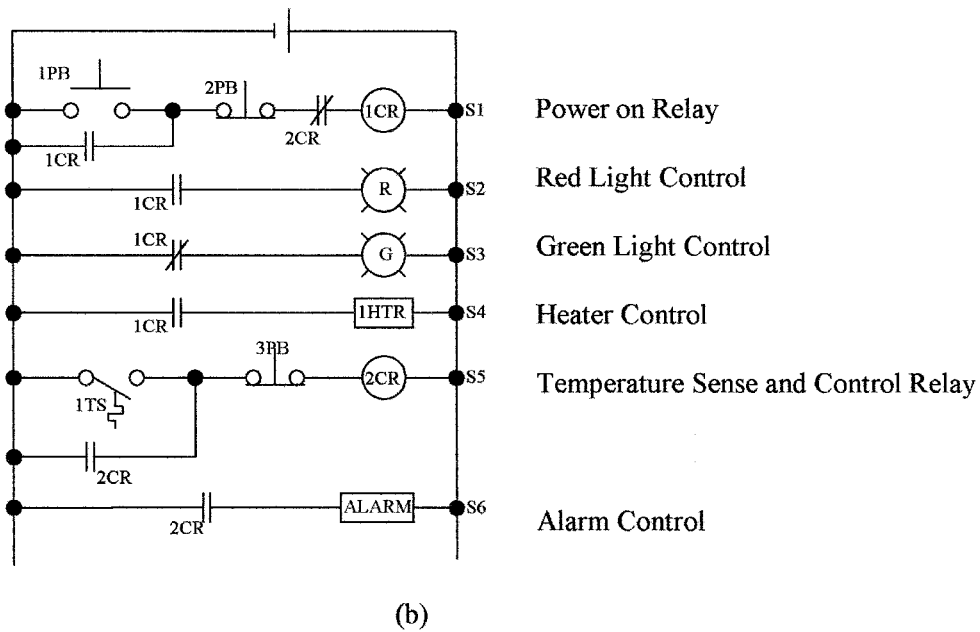 1PB
2PB
2CR
1CR
S1
Power on Relay
1CR
1CR
R
S2
Red Light Control
1CR
G
S3
Green Light Control
1CR
1HTR
S4
Heater Control
3PB
1TS
2CR
S5
Temperature Sense and Control Relay
2CR
2CR
ALARM
S6
Alarm Control
(b)